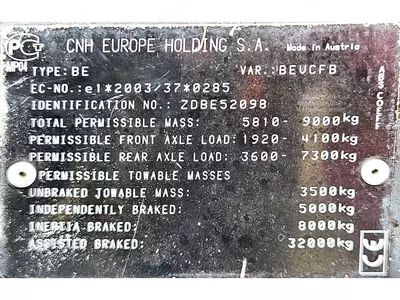 CNH EUROPE HOLDING S.A. Made in Austria
MP04
TYPE: BE VAR.: BEVCFB
EC-NO.: e1*2003/37*0285
IDENTIFICATION NO.: ZDBE52098
TOTAL PERMISSIBLE MASS: 5810- 9000kg
PERMISSIBLE FRONT AXLE LOAD: 1920- 4100kg
PERMISSIBLE REAR AXLE LOAD: 3600- 7300kg
PERMISSIBLE TOWABLE MASSES
UNBRAKED TOWABLE MASS: 3500kg
INDEPENDENTLY BRAKED: 5000kg
INERTIA BRAKED: 8000kg
ASSISTED BRAKED: 32000kg
CE